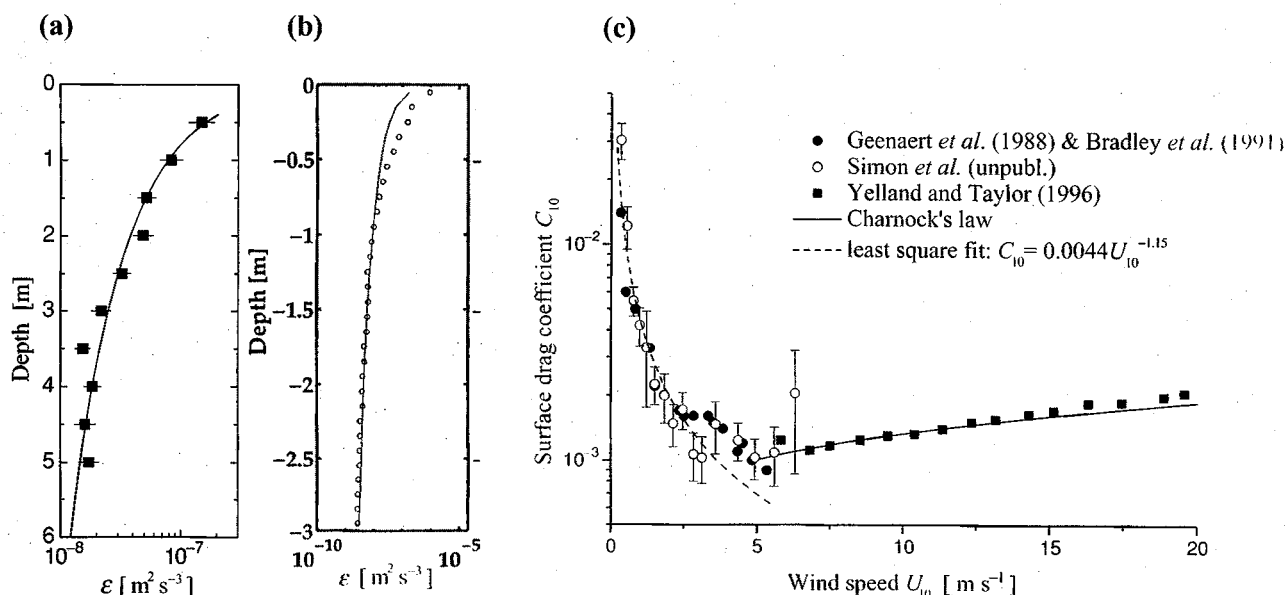 (a)
(b)
(c)
0
1
2
3
4
5
6
Depth [m]
10⁻⁸
10⁻⁷
ε [ m² s⁻³ ]
0
−0.5
−1
−1.5
−2
−2.5
−3
Depth [m]
10⁻¹⁰
10⁻⁵
ε [ m² s⁻³ ]
Surface drag coefficient C₁₀
10⁻²
10⁻³
Geenaert et al. (1988) & Bradley et al. (1991)
Simon et al. (unpubl.)
Yelland and Taylor (1996)
Charnock's law
least square fit: C₁₀ = 0.0044U₁₀⁻¹·¹⁵
0
5
10
15
20
Wind speed U₁₀ [ m s⁻¹ ]